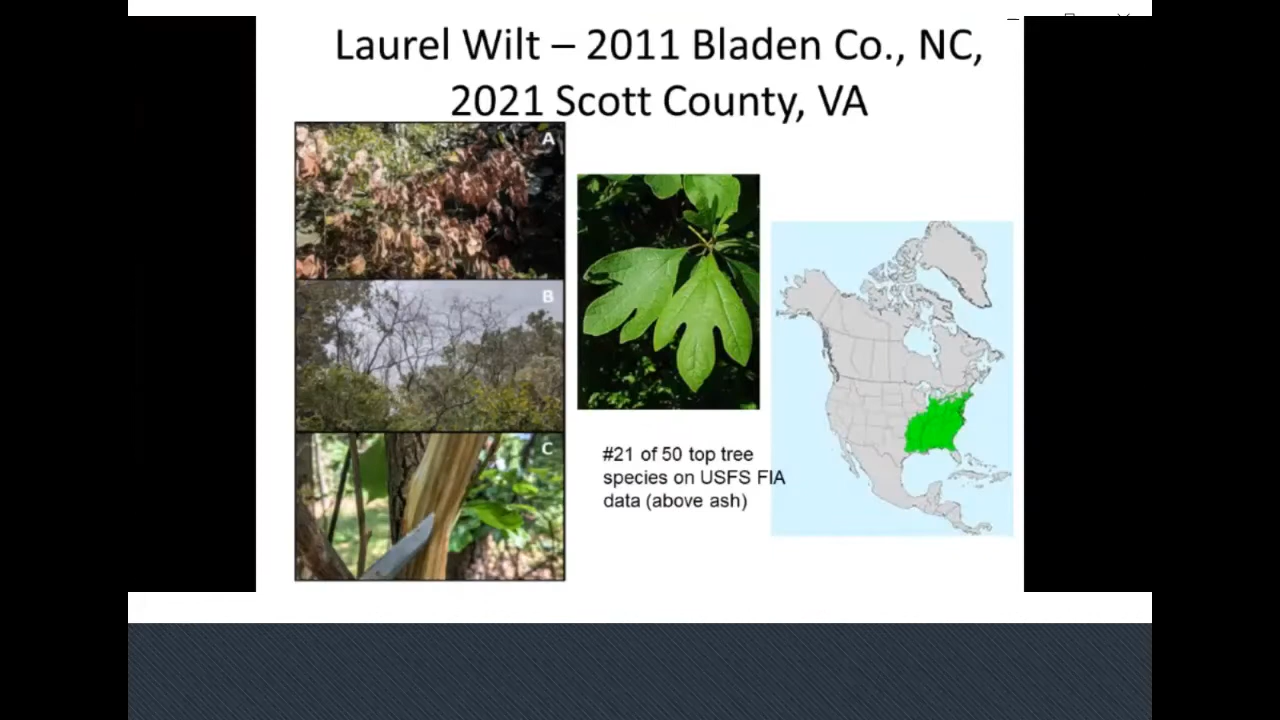 Laurel Wilt – 2011 Bladen Co., NC,
2021 Scott County, VA
A
B
C
#21 of 50 top tree
species on USFS FIA
data (above ash)